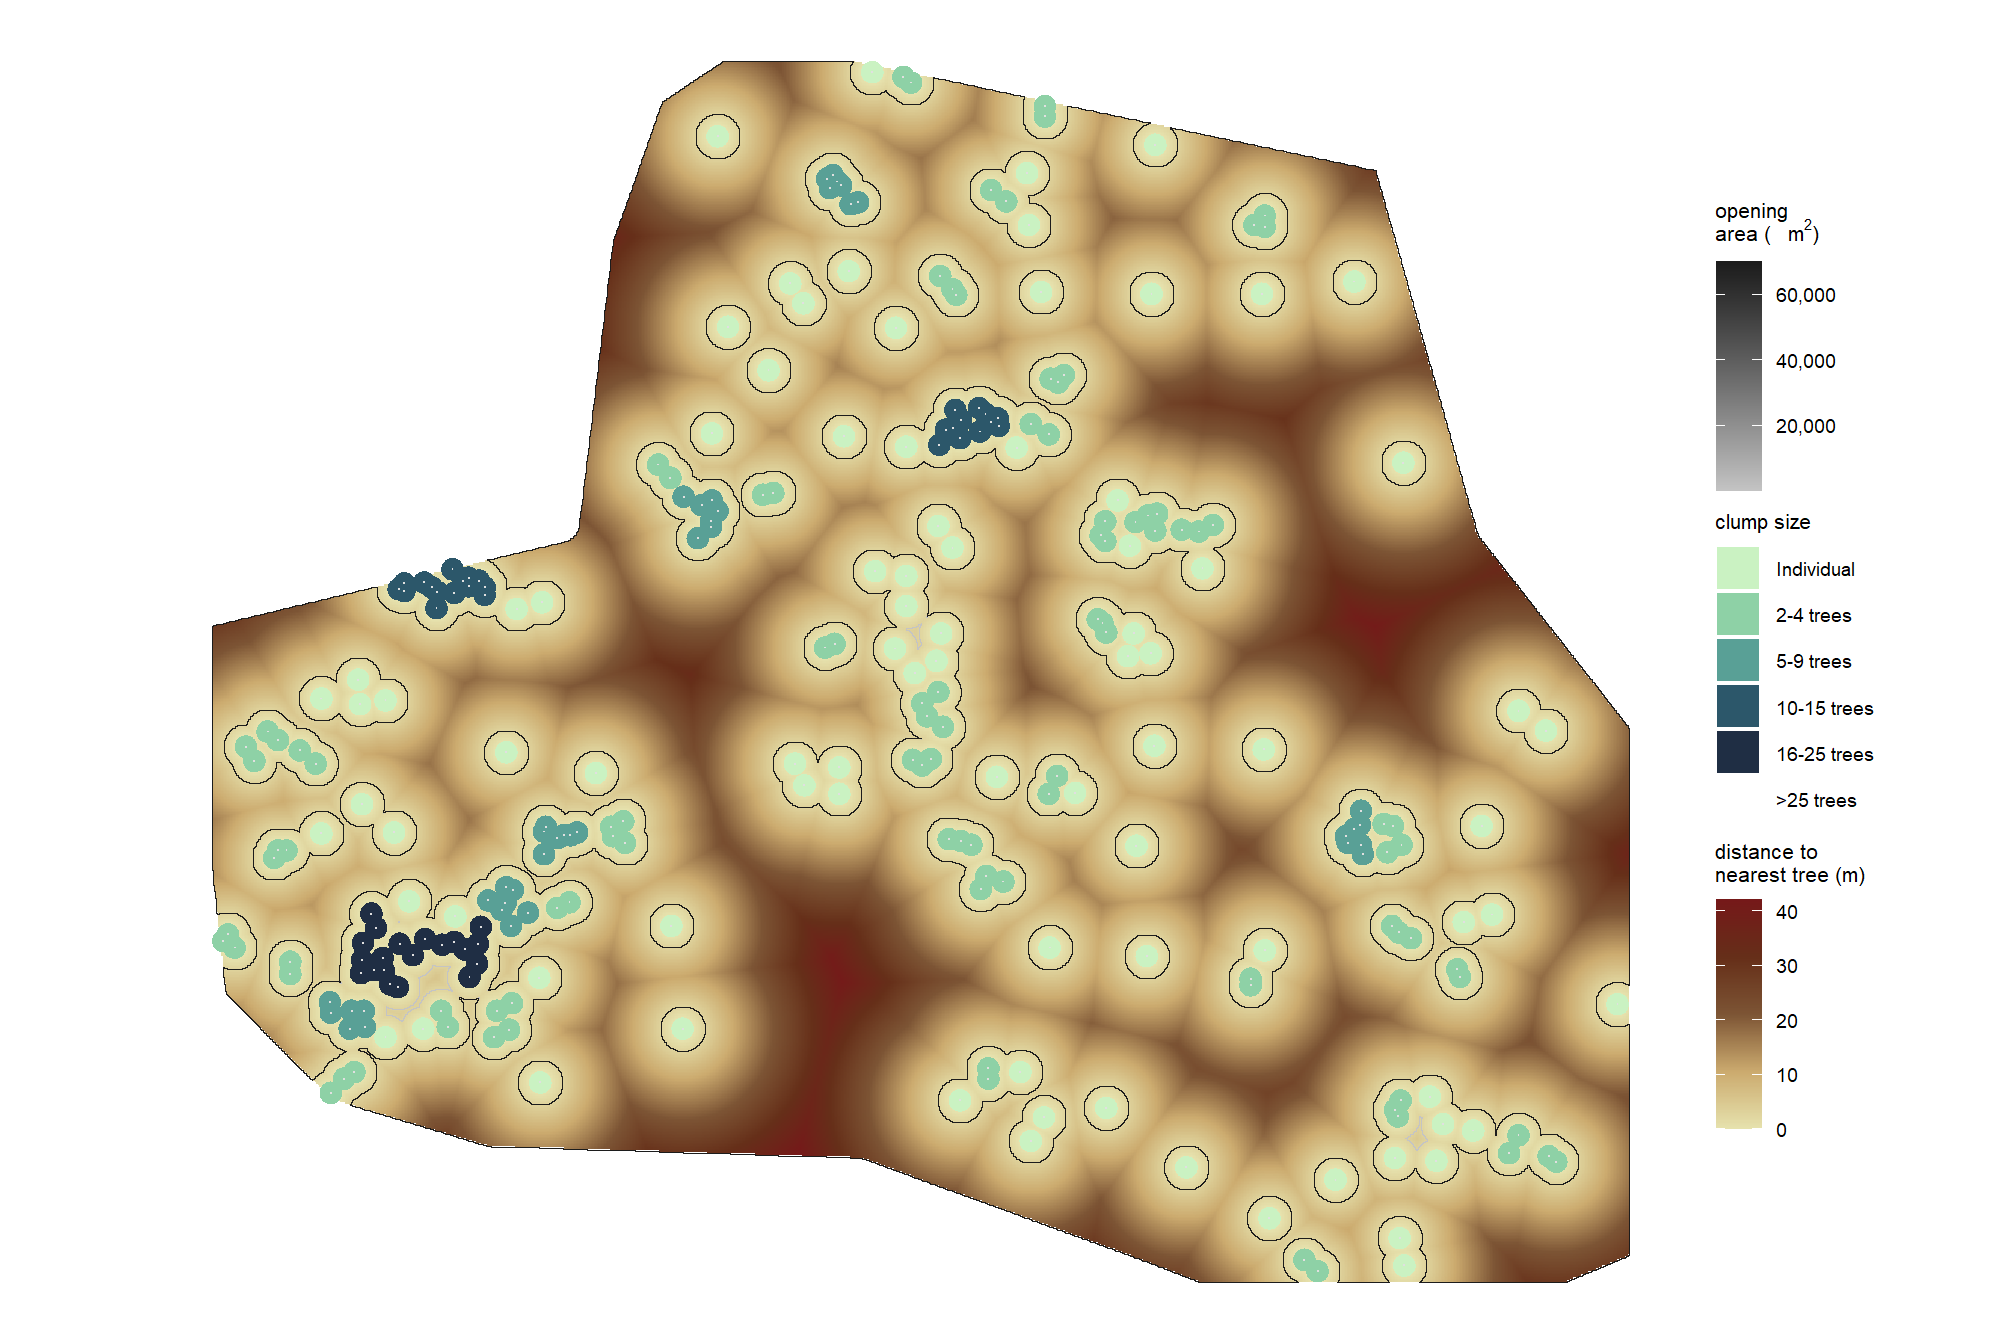 opening
area ( m2)
60,000
40,000
20,000
clump size
Individual
2-4 trees
5-9 trees
10-15 trees
16-25 trees
>25 trees
distance to
nearest tree (m)
40
30
20
10
0